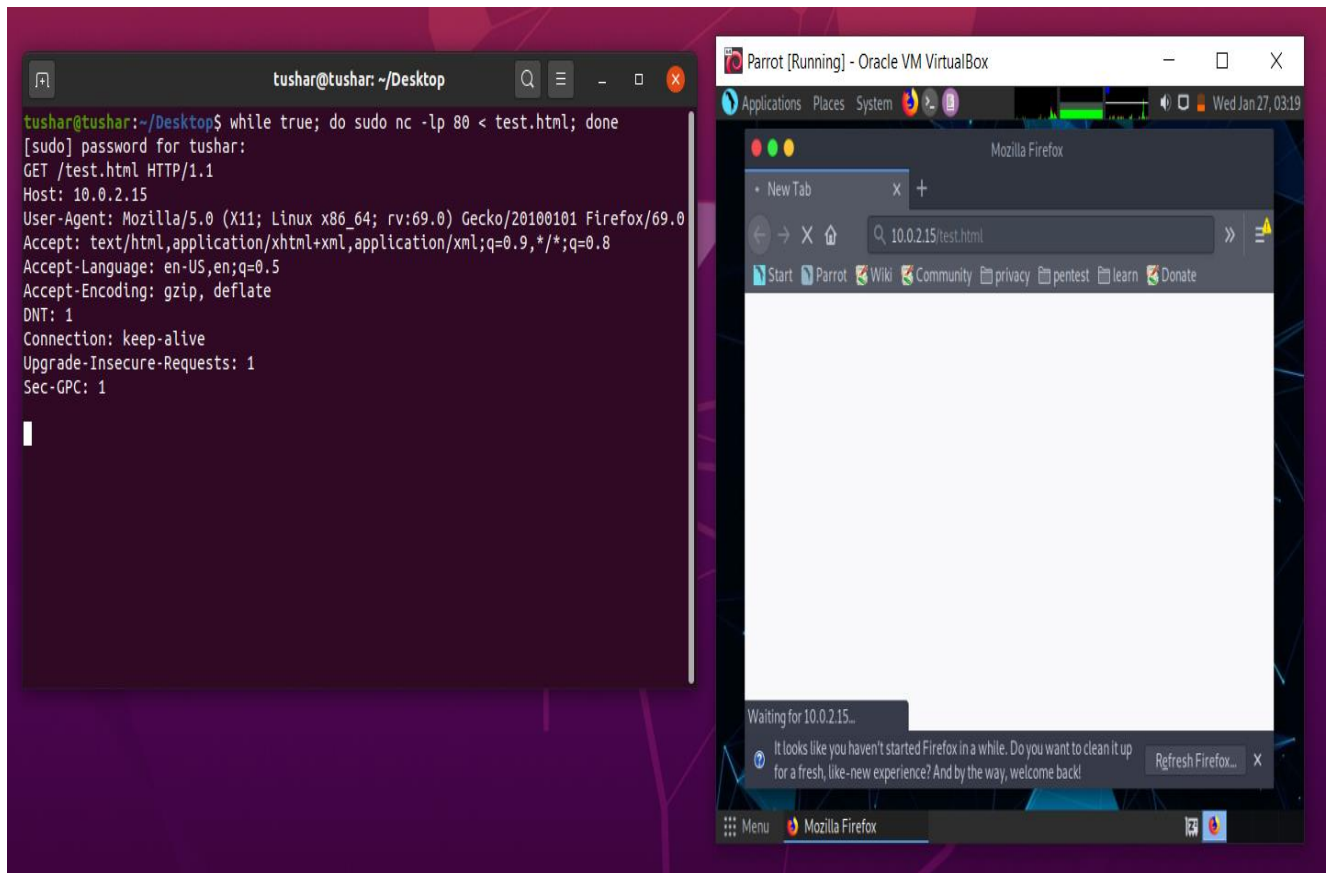 tushar@tushar: ~/Desktop
tushar@tushar:~/Desktop$ while true; do sudo nc -lp 80 < test.html; done
[sudo] password for tushar:
GET /test.html HTTP/1.1
Host: 10.0.2.15
User-Agent: Mozilla/5.0 (X11; Linux x86_64; rv:69.0) Gecko/20100101 Firefox/69.0
Accept: text/html,application/xhtml+xml,application/xml;q=0.9,*/*;q=0.8
Accept-Language: en-US,en;q=0.5
Accept-Encoding: gzip, deflate
DNT: 1
Connection: keep-alive
Upgrade-Insecure-Requests: 1
Sec-GPC: 1
Parrot [Running] - Oracle VM VirtualBox
Applications Places System Wed Jan 27, 03:19
Mozilla Firefox
New Tab
10.0.2.15/test.html
Start Parrot Wiki Community privacy pentest learn Donate
Waiting for 10.0.2.15...
It looks like you haven't started Firefox in a while. Do you want to clean it up
for a fresh, like-new experience? And by the way, welcome back!
Refresh Firefox...
Menu Mozilla Firefox